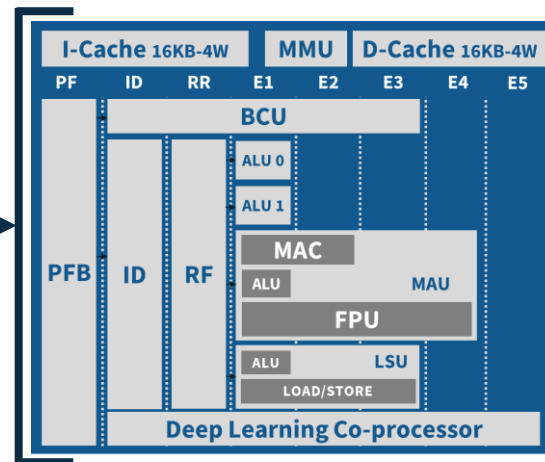 I-Cache 16KB-4W MMU D-Cache 16KB-4W
PF ID RR E1 E2 E3 E4 E5
BCU
ALU 0
ALU 1
MAC
PFB ID RF ALU MAU
FPU
ALU LSU
LOAD/STORE
Deep Learning Co-processor